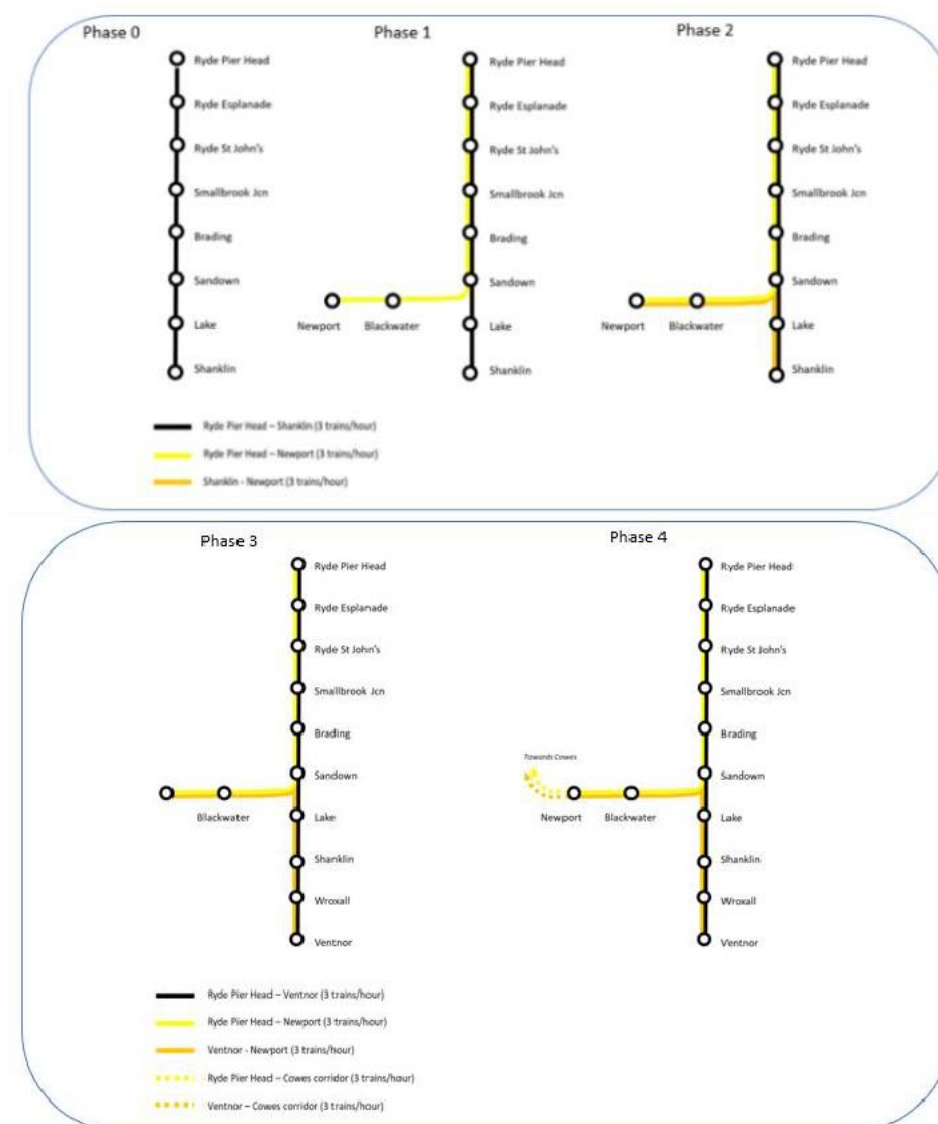 Phase 0
Phase 1
Phase 2
Ryde Pier Head
Ryde Esplanade
Ryde St John's
Smallbrook Jcn
Brading
Sandown
Lake
Shanklin
Ryde Pier Head
Ryde Esplanade
Ryde St John's
Smallbrook Jcn
Brading
Sandown
Newport
Blackwater
Lake
Shanklin
Ryde Pier Head
Ryde Esplanade
Ryde St John's
Smallbrook Jcn
Brading
Sandown
Newport
Blackwater
Lake
Shanklin
Ryde Pier Head – Shanklin (3 trains/hour)
Ryde Pier Head – Newport (3 trains/hour)
Shanklin - Newport (3 trains/hour)
Phase 3
Phase 4
Ryde Pier Head
Ryde Esplanade
Ryde St John's
Smallbrook Jcn
Brading
Sandown
Blackwater
Lake
Shanklin
Wroxall
Ventnor
Ryde Pier Head
Ryde Esplanade
Ryde St John's
Smallbrook Jcn
Brading
Towards Cowes
Sandown
Newport
Blackwater
Lake
Shanklin
Wroxall
Ventnor
Ryde Pier Head – Ventnor (3 trains/hour)
Ryde Pier Head – Newport (3 trains/hour)
Ventnor - Newport (3 trains/hour)
Ryde Pier Head – Cowes corridor (3 trains/hour)
Ventnor – Cowes corridor (3 trains/hour)